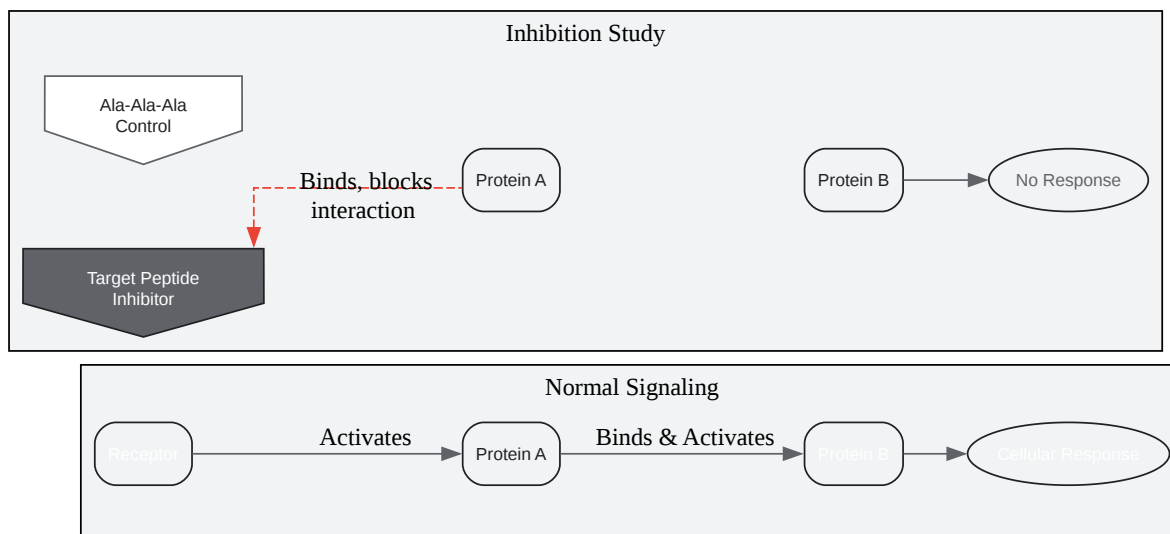 Inhibition Study
Ala-Ala-Ala
Control
Binds, blocks
interaction
Protein A
Protein B
No Response
Target Peptide
Inhibitor
Normal Signaling
Receptor
Activates
Protein A
Binds & Activates
Protein B
Cellular Response